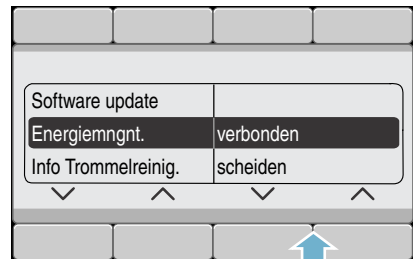 Software update
Energiemngnt. verbonden
Info Trommelreinig. scheiden